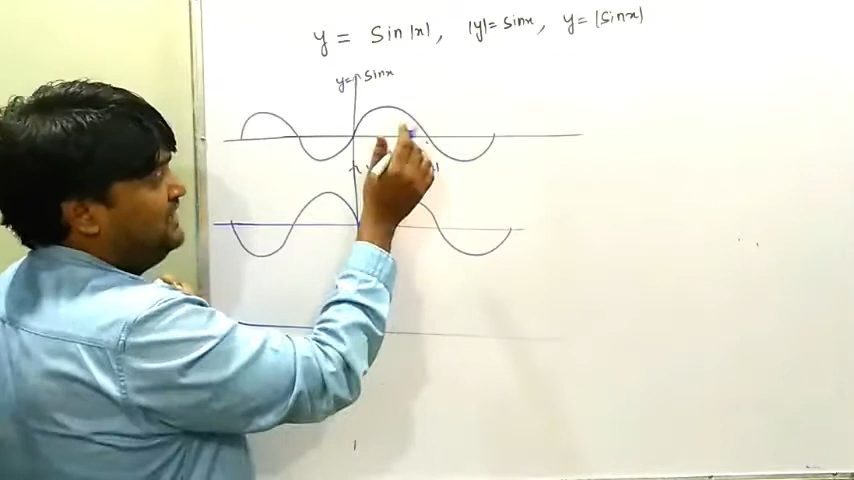 y = Sin|x|, |y|= Sinx, y= |Sinx|
y= Sinx